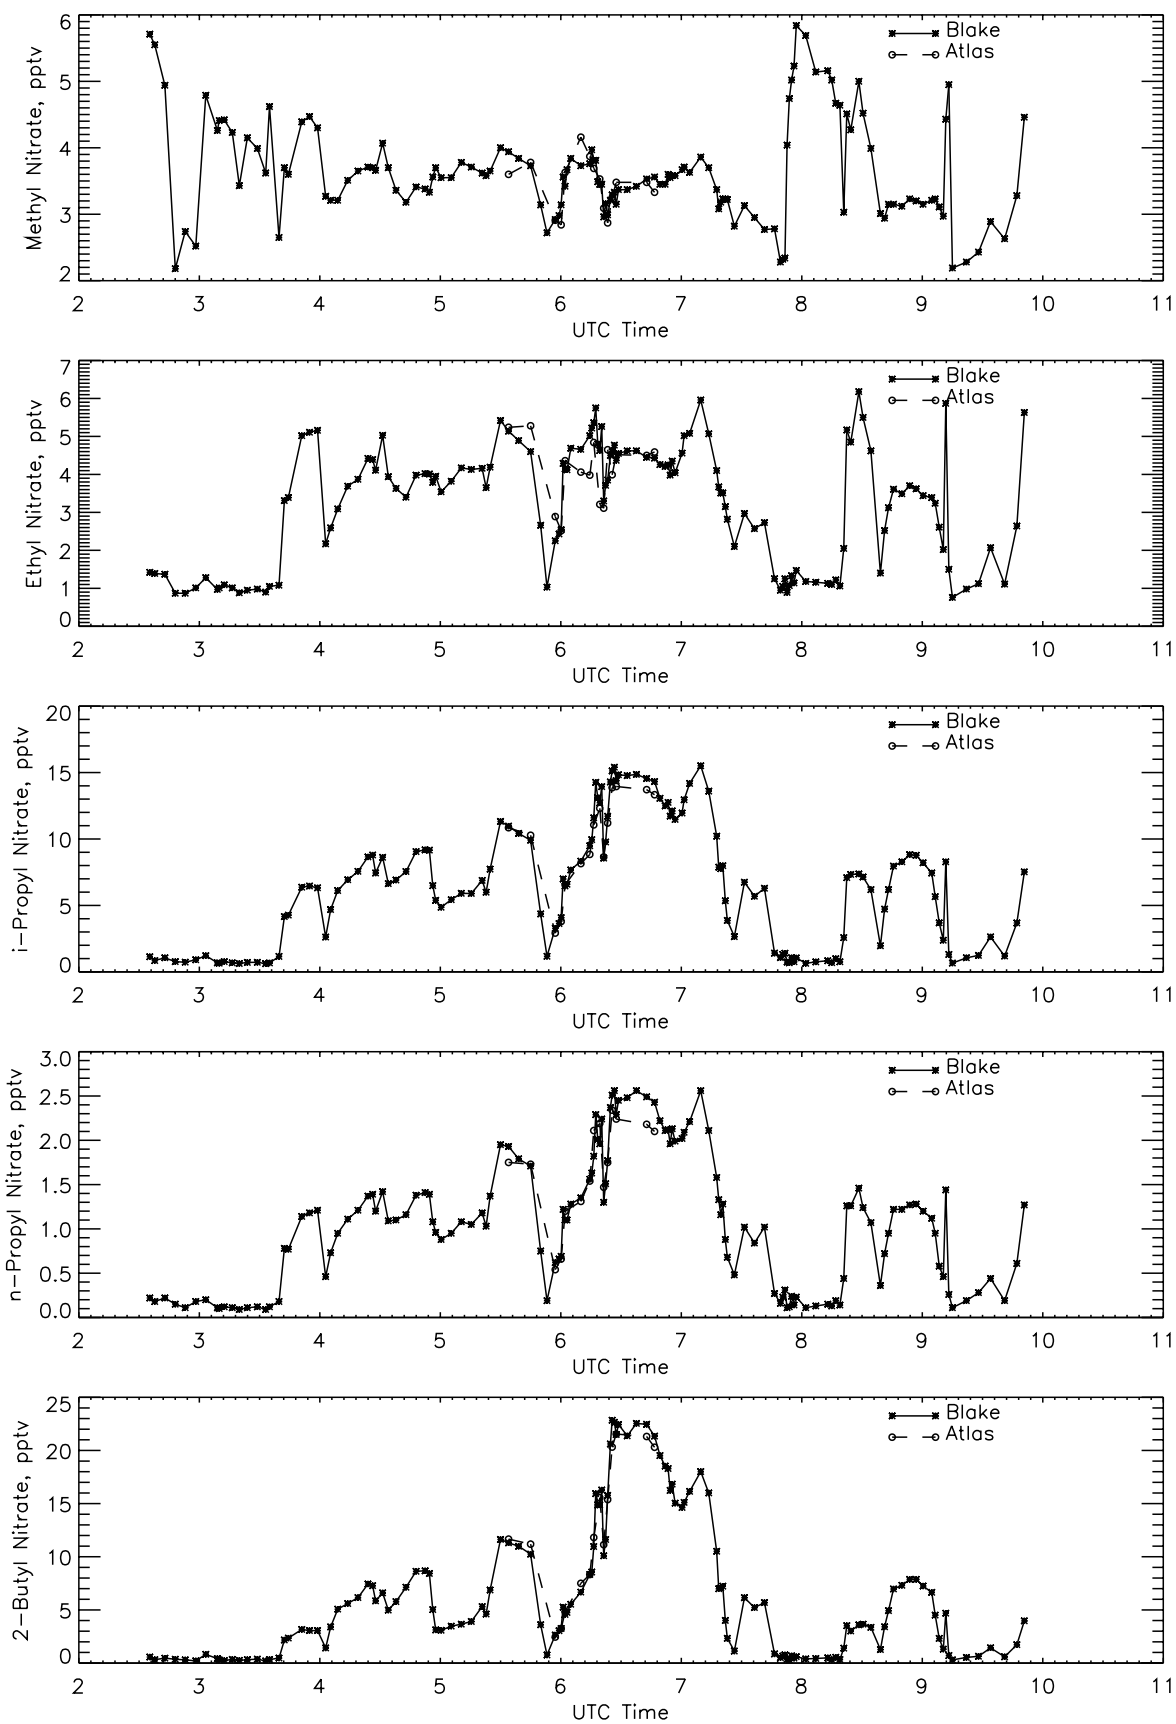 Methyl Nitrate, pptv
6
5
4
3
2
Blake
Atlas
2 3 4 5 6 7 8 9 10 11
UTC Time
Ethyl Nitrate, pptv
7
6
5
4
3
2
1
0
Blake
Atlas
2 3 4 5 6 7 8 9 10 11
UTC Time
i-Propyl Nitrate, pptv
20
15
10
5
0
Blake
Atlas
2 3 4 5 6 7 8 9 10 11
UTC Time
n-Propyl Nitrate, pptv
3.0
2.5
2.0
1.5
1.0
0.5
0.0
Blake
Atlas
2 3 4 5 6 7 8 9 10 11
UTC Time
2-Butyl Nitrate, pptv
25
20
15
10
5
0
Blake
Atlas
2 3 4 5 6 7 8 9 10 11
UTC Time